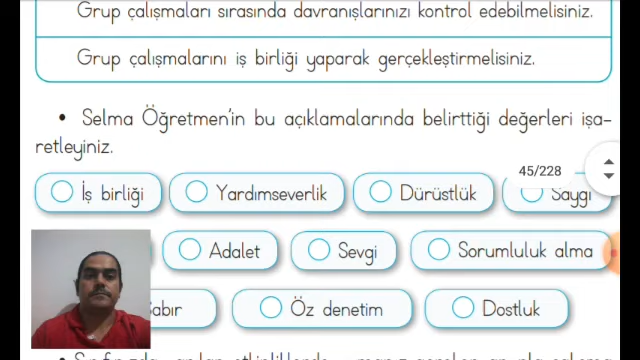 Grup çalışmaları sırasında davranışlarınızı kontrol edebilmelisiniz.
Grup çalışmalarını iş birliği yaparak gerçekleştirmelisiniz.
• Selma Öğretmen'in bu açıklamalarında belirttiği değerleri işa-
retleyiniz.
45/228
İş birliği Yardımseverlik Dürüstlük Saygı
Adalet Sevgi Sorumluluk alma
Öz denetim Dostluk